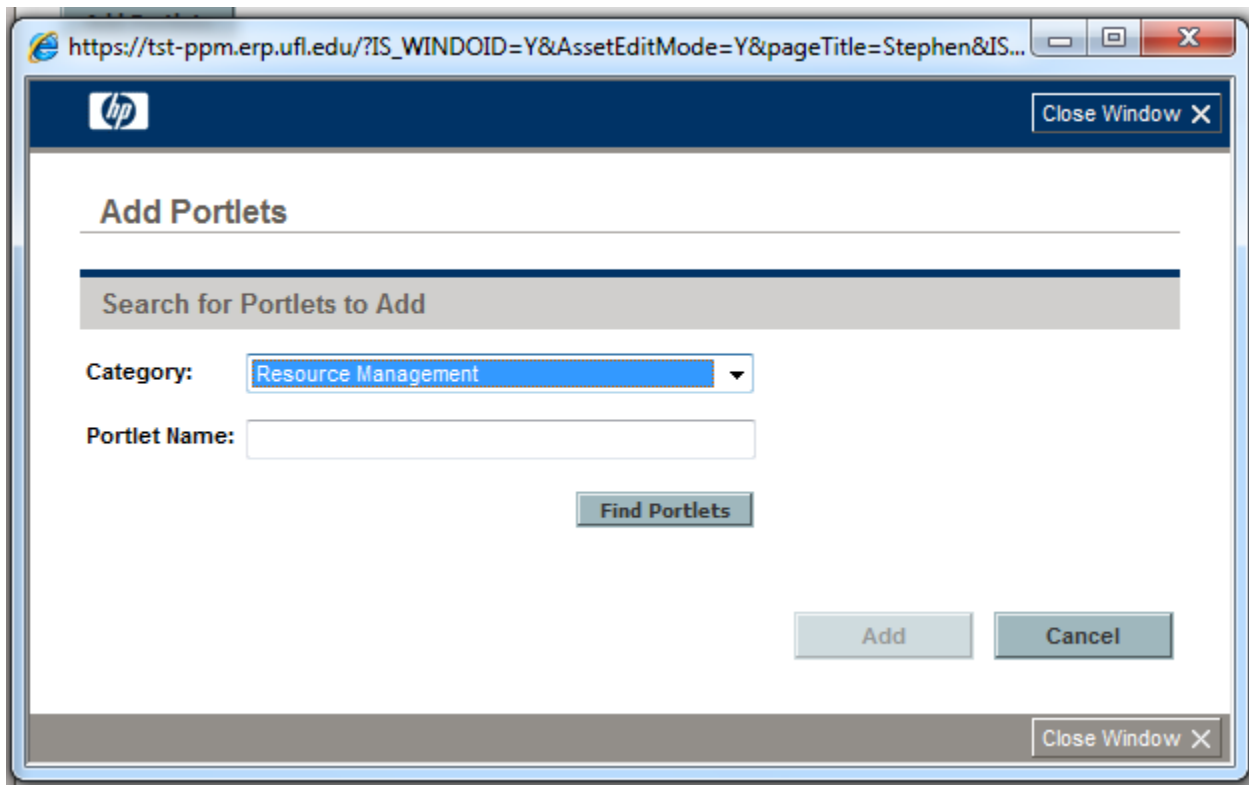 https://tst-ppm.erp.ufl.edu/?IS_WINDOID=Y&AssetEditMode=Y&pageTitle=Stephen&IS...
hp
Close Window X
Add Portlets
Search for Portlets to Add
Category:
Resource Management
Portlet Name:
Find Portlets
Add
Cancel
Close Window X